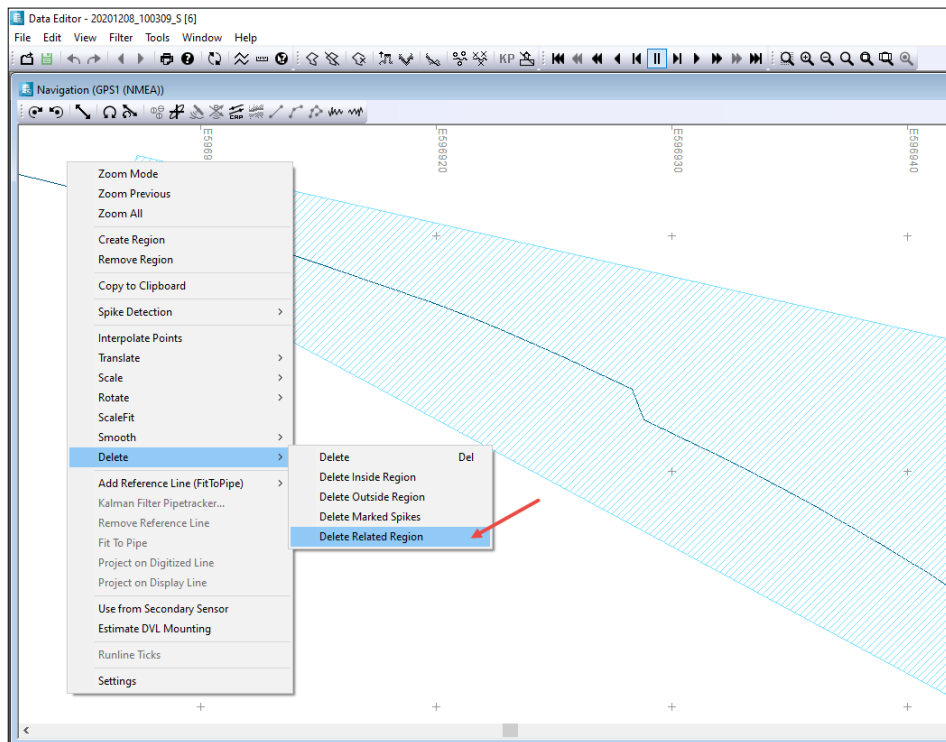 Data Editor - 20201208_100309_S [6]
File Edit View Filter Tools Window Help
KP
Navigation (GPS1 (NMEA))
CRP
E596920
E596930
E596940
Zoom Mode
Zoom Previous
Zoom All
Create Region
Remove Region
Copy to Clipboard
Spike Detection >
Interpolate Points
Translate >
Scale >
Rotate >
ScaleFit
Smooth >
Delete >
Add Reference Line (FitToPipe) >
Kalman Filter Pipetracker...
Remove Reference Line
Fit To Pipe
Project on Digitized Line
Project on Display Line
Use from Secondary Sensor
Estimate DVL Mounting
Runline Ticks
Settings
Delete Del
Delete Inside Region
Delete Outside Region
Delete Marked Spikes
Delete Related Region